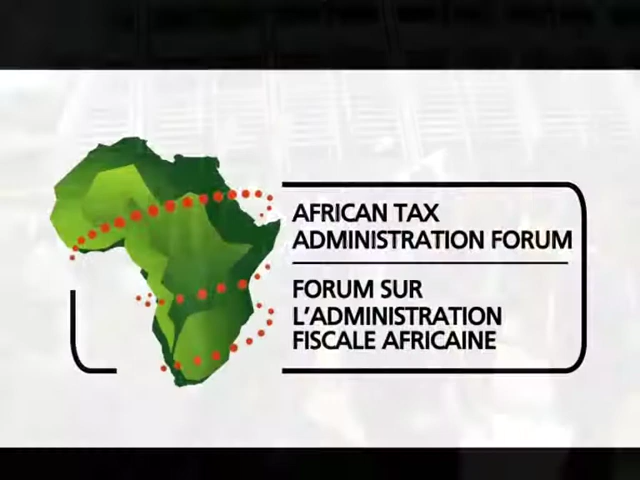 AFRICAN TAX
ADMINISTRATION FORUM
FORUM SUR
L'ADMINISTRATION
FISCALE AFRICAINE